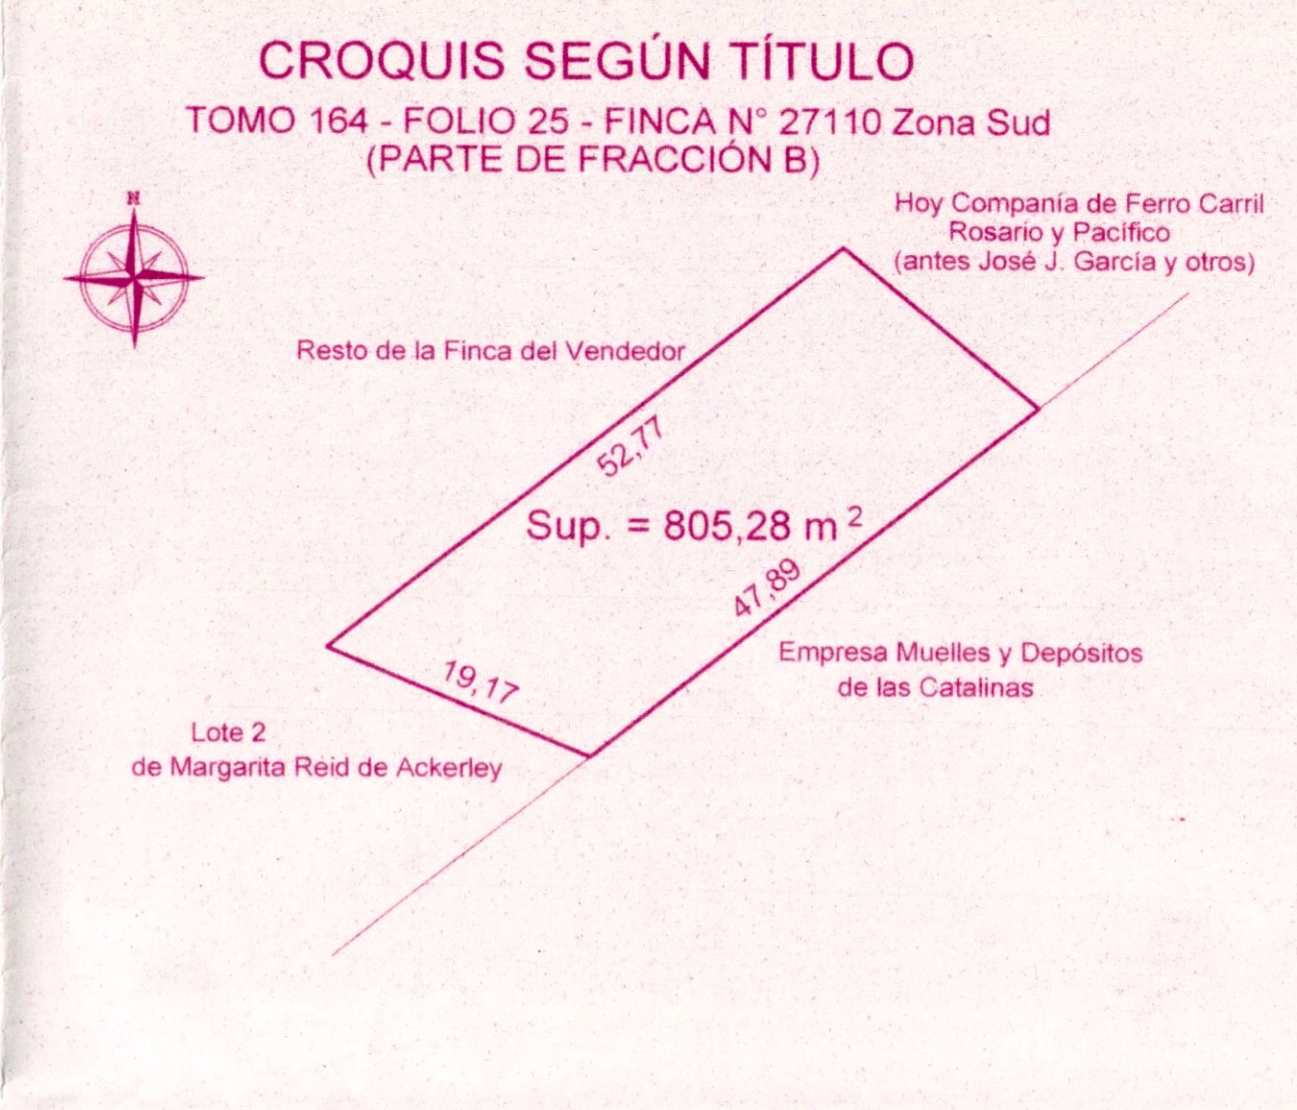 CROQUIS SEGÚN TÍTULO
TOMO 164 - FOLIO 25 - FINCA N° 27110 Zona Sud
(PARTE DE FRACCIÓN B)
N
Hoy Companía de Ferro Carril
Rosario y Pacífico
(antes José J. García y otros)
Resto de la Finca del Vendedor
52,77
Sup. = 805,28 m²
47,89
19,17
Empresa Muelles y Depósitos
de las Catalinas
Lote 2
de Margarita Reid de Ackerley